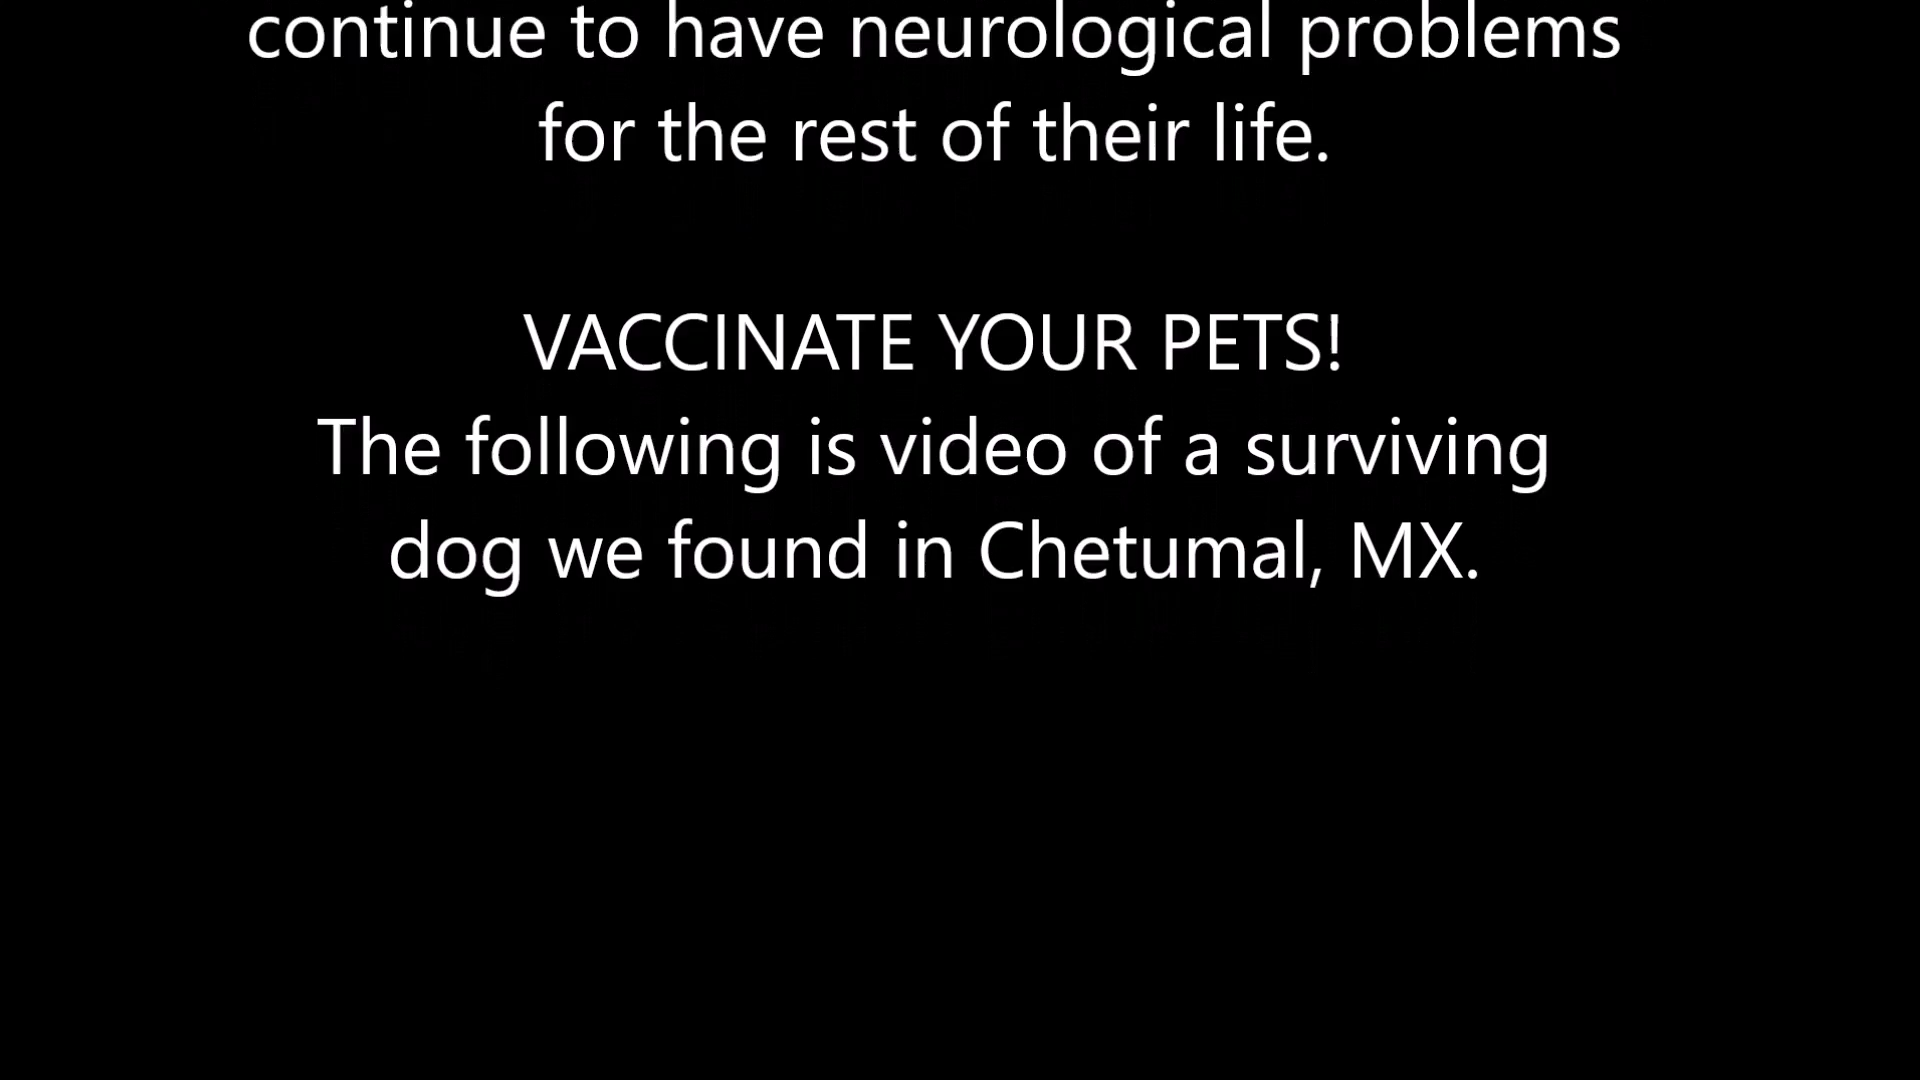 continue to have neurological problems
for the rest of their life.
VACCINATE YOUR PETS!
The following is video of a surviving
dog we found in Chetumal, MX.